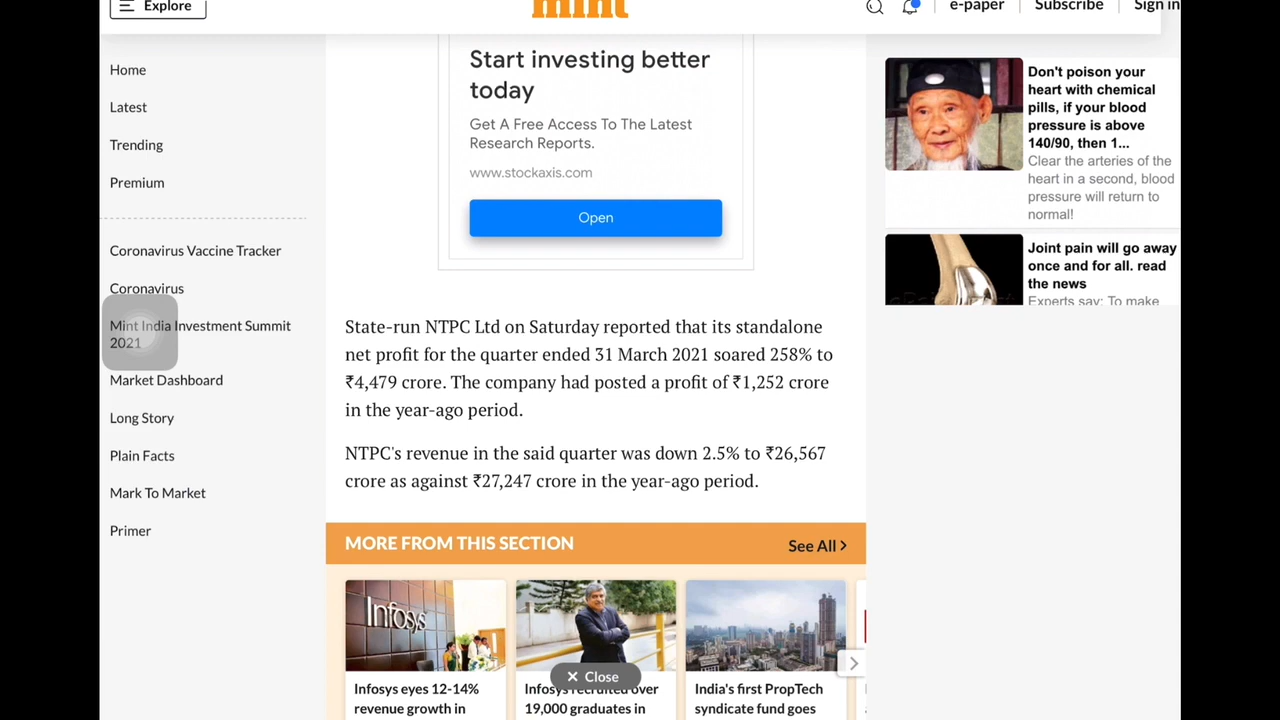 Explore
mint
e-paper
Subscribe
Sign in
Home
Latest
Trending
Premium
Coronavirus Vaccine Tracker
Coronavirus
Mint India Investment Summit
2021
Market Dashboard
Long Story
Plain Facts
Mark To Market
Primer
Start investing better
today
Get A Free Access To The Latest
Research Reports.
www.stockaxis.com
Open
State-run NTPC Ltd on Saturday reported that its standalone
net profit for the quarter ended 31 March 2021 soared 258% to
₹4,479 crore. The company had posted a profit of ₹1,252 crore
in the year-ago period.
NTPC's revenue in the said quarter was down 2.5% to ₹26,567
crore as against ₹27,247 crore in the year-ago period.
MORE FROM THIS SECTION
See All
Infosys
Infosys eyes 12-14%
revenue growth in
Infosys recruited over
19,000 graduates in
India's first PropTech
syndicate fund goes
Close
Don't poison your
heart with chemical
pills, if your blood
pressure is above
140/90, then 1...
Clear the arteries of the
heart in a second, blood
pressure will return to
normal!
Joint pain will go away
once and for all. read
the news
Experts say: To make